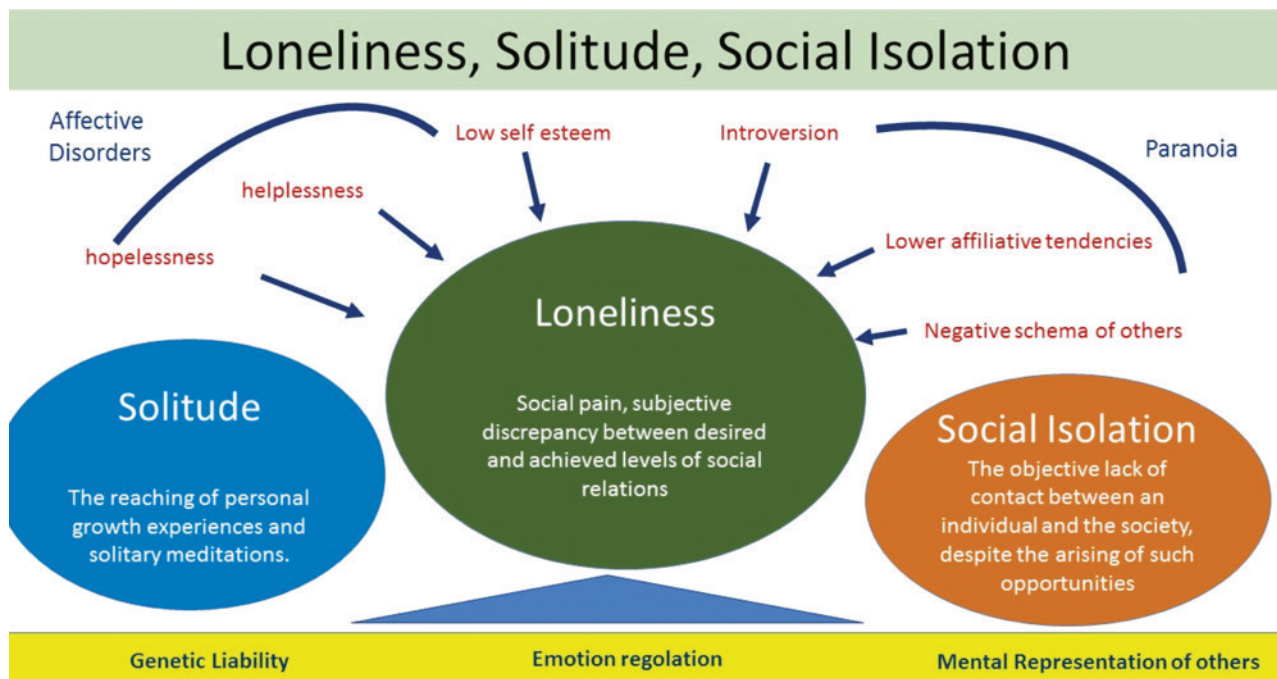 Loneliness, Solitude, Social Isolation
Affective
Disorders
Low self esteem
Introversion
Paranoia
helplessness
hopelessness
Lower affiliative tendencies
Negative schema of others
Loneliness
Social pain, subjective
discrepancy between desired
and achieved levels of social
relations
Solitude
The reaching of personal
growth experiences and
solitary meditations.
Social Isolation
The objective lack of
contact between an
individual and the society,
despite the arising of such
opportunities
Genetic Liability
Emotion regolation
Mental Representation of others